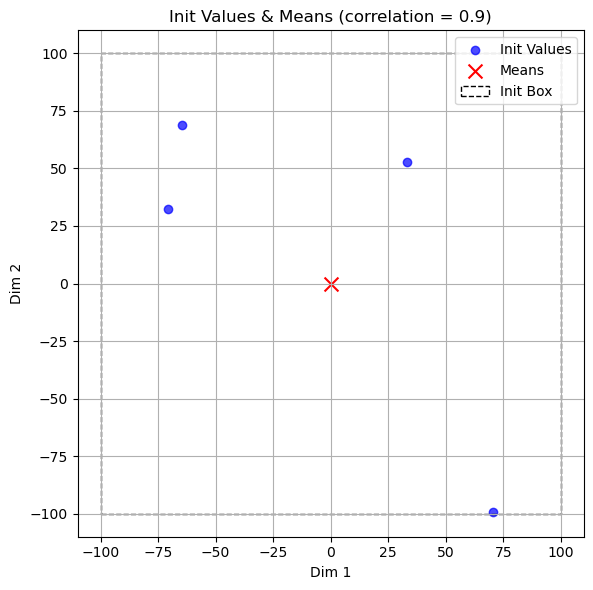 Init Values & Means (correlation = 0.9)
Init Values
Means
Init Box
100
75
50
25
0
−25
−50
−75
−100
Dim 2
−100 −75 −50 −25 0 25 50 75 100
Dim 1